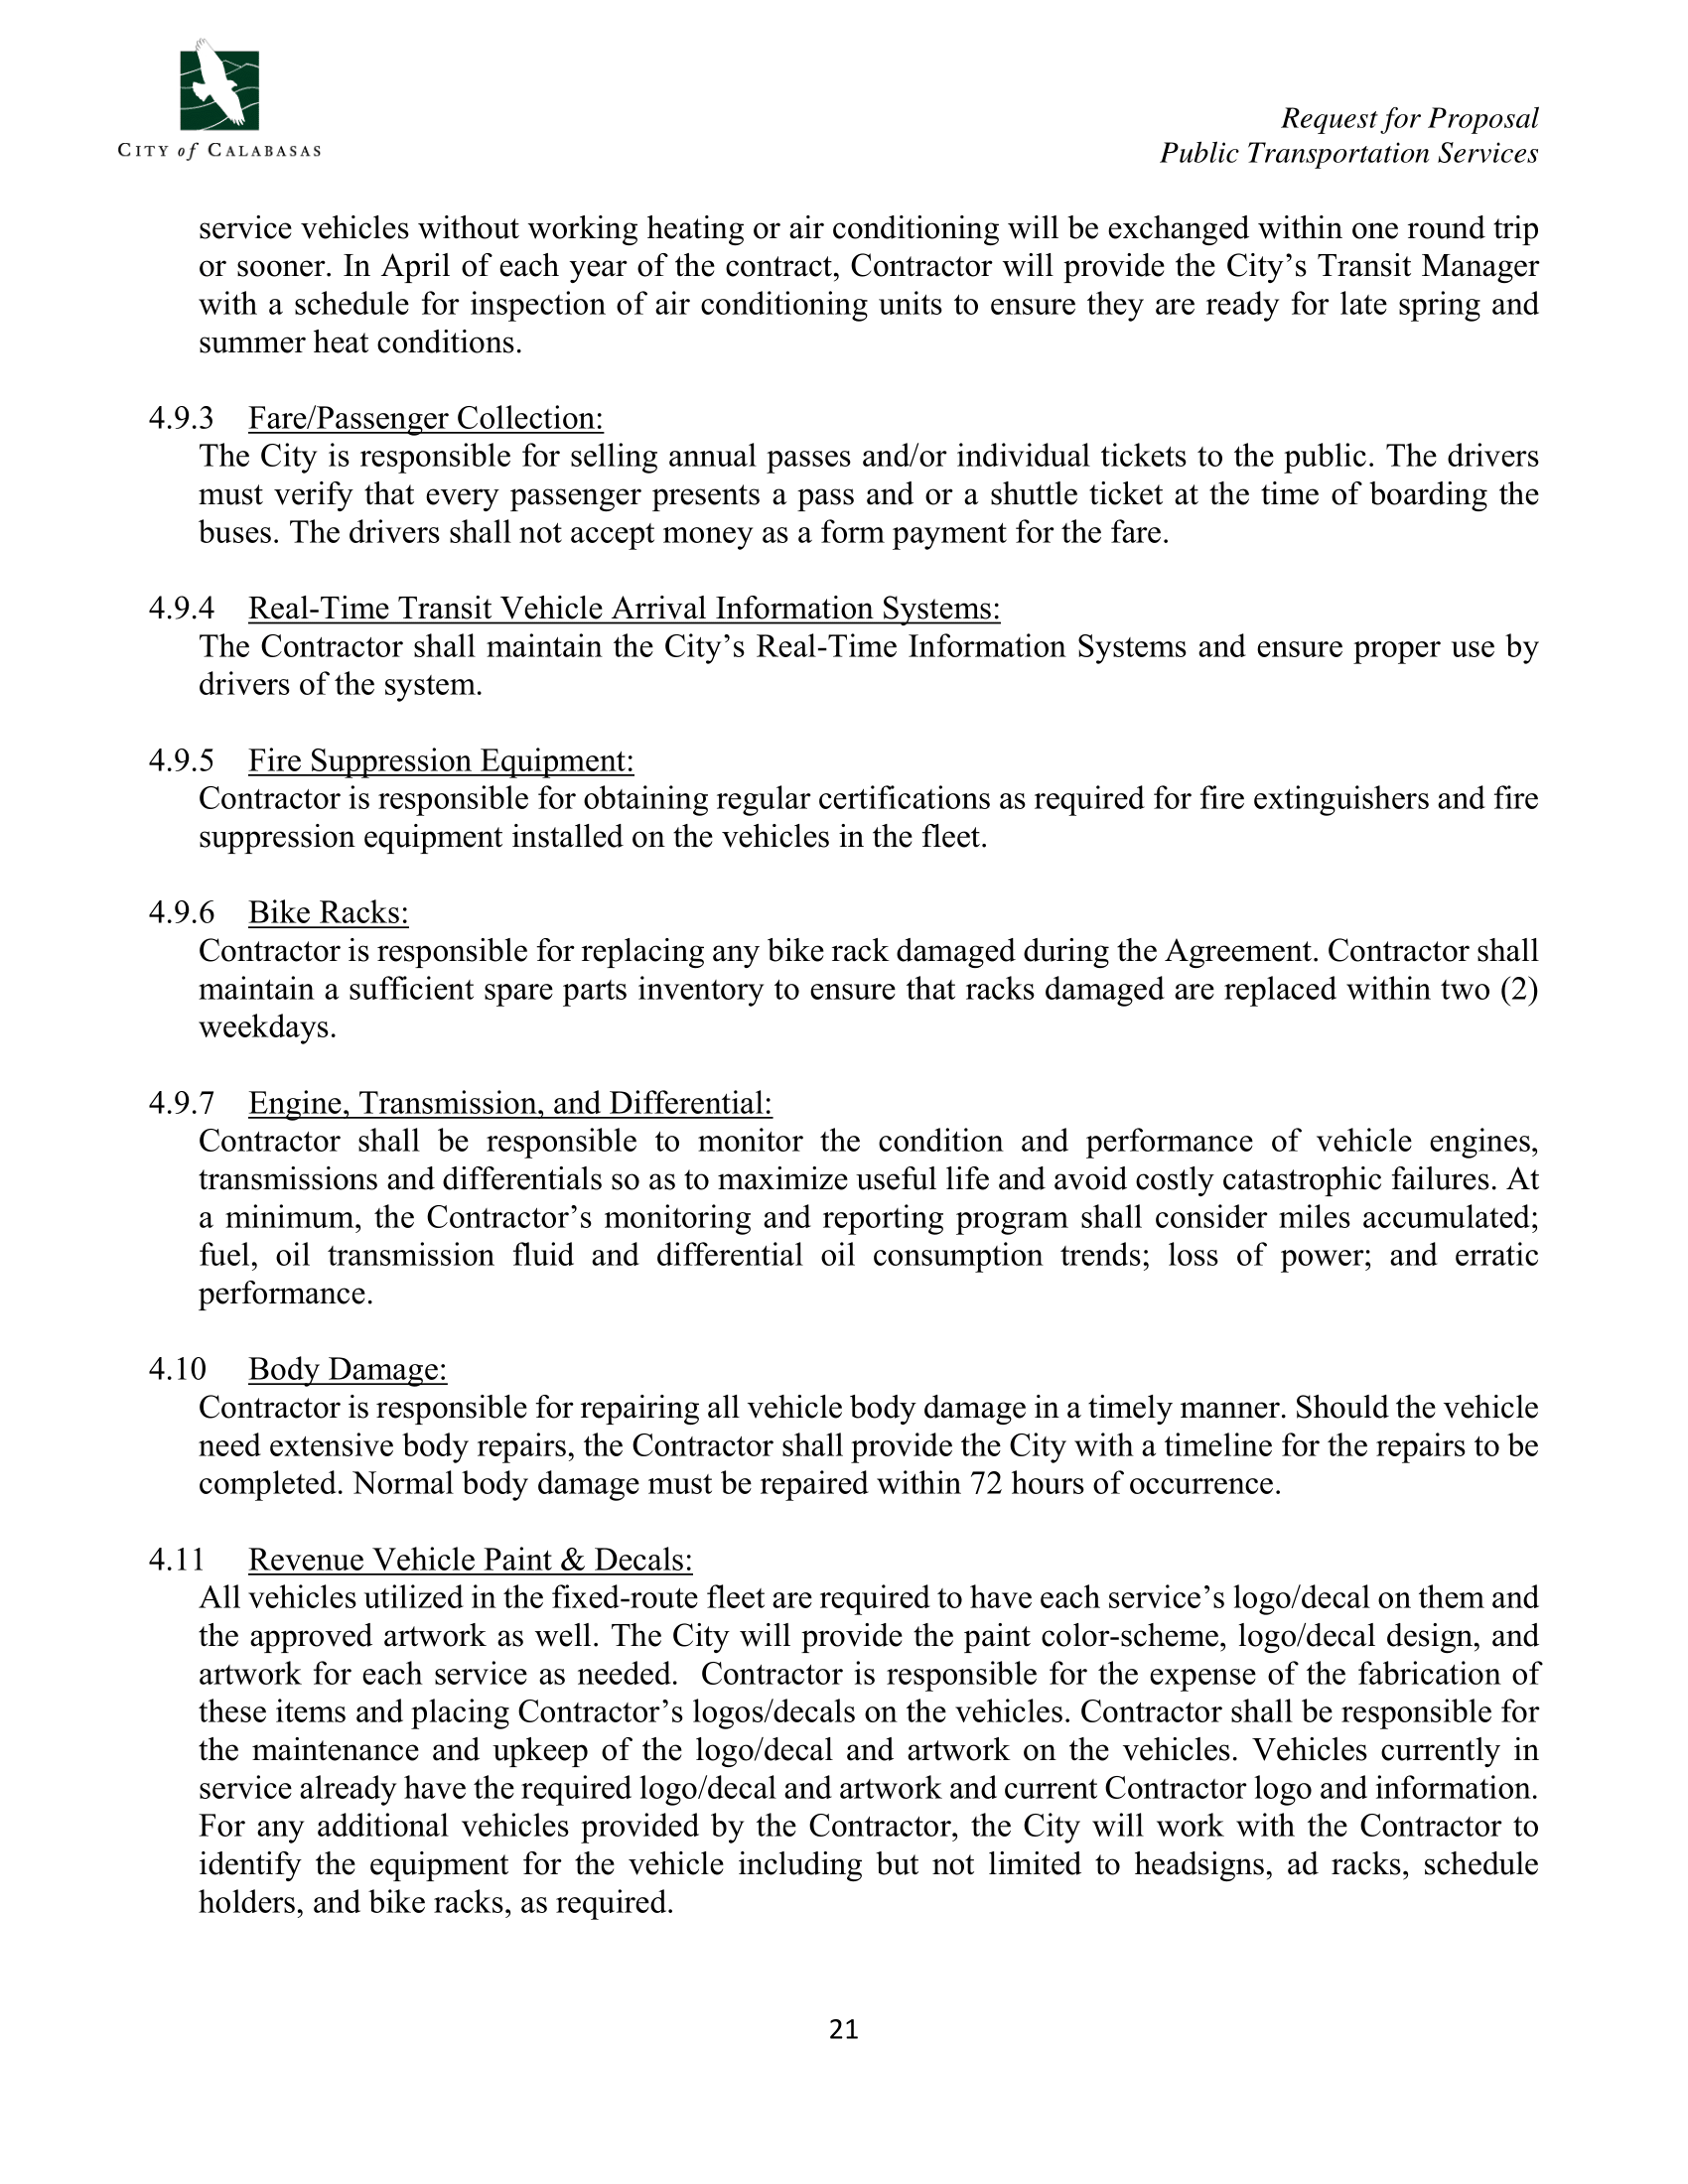 CITY of CALABASAS
Request for Proposal
Public Transportation Services
service vehicles without working heating or air conditioning will be exchanged within one round trip
or sooner. In April of each year of the contract, Contractor will provide the City’s Transit Manager
with a schedule for inspection of air conditioning units to ensure they are ready for late spring and
summer heat conditions.
4.9.3 Fare/Passenger Collection:
The City is responsible for selling annual passes and/or individual tickets to the public. The drivers
must verify that every passenger presents a pass and or a shuttle ticket at the time of boarding the
buses. The drivers shall not accept money as a form payment for the fare.
4.9.4 Real-Time Transit Vehicle Arrival Information Systems:
The Contractor shall maintain the City’s Real-Time Information Systems and ensure proper use by
drivers of the system.
4.9.5 Fire Suppression Equipment:
Contractor is responsible for obtaining regular certifications as required for fire extinguishers and fire
suppression equipment installed on the vehicles in the fleet.
4.9.6 Bike Racks:
Contractor is responsible for replacing any bike rack damaged during the Agreement. Contractor shall
maintain a sufficient spare parts inventory to ensure that racks damaged are replaced within two (2)
weekdays.
4.9.7 Engine, Transmission, and Differential:
Contractor shall be responsible to monitor the condition and performance of vehicle engines,
transmissions and differentials so as to maximize useful life and avoid costly catastrophic failures. At
a minimum, the Contractor’s monitoring and reporting program shall consider miles accumulated;
fuel, oil transmission fluid and differential oil consumption trends; loss of power; and erratic
performance.
4.10 Body Damage:
Contractor is responsible for repairing all vehicle body damage in a timely manner. Should the vehicle
need extensive body repairs, the Contractor shall provide the City with a timeline for the repairs to be
completed. Normal body damage must be repaired within 72 hours of occurrence.
4.11 Revenue Vehicle Paint & Decals:
All vehicles utilized in the fixed-route fleet are required to have each service’s logo/decal on them and
the approved artwork as well. The City will provide the paint color-scheme, logo/decal design, and
artwork for each service as needed.  Contractor is responsible for the expense of the fabrication of
these items and placing Contractor’s logos/decals on the vehicles. Contractor shall be responsible for
the maintenance and upkeep of the logo/decal and artwork on the vehicles. Vehicles currently in
service already have the required logo/decal and artwork and current Contractor logo and information.
For any additional vehicles provided by the Contractor, the City will work with the Contractor to
identify the equipment for the vehicle including but not limited to headsigns, ad racks, schedule
holders, and bike racks, as required.
21